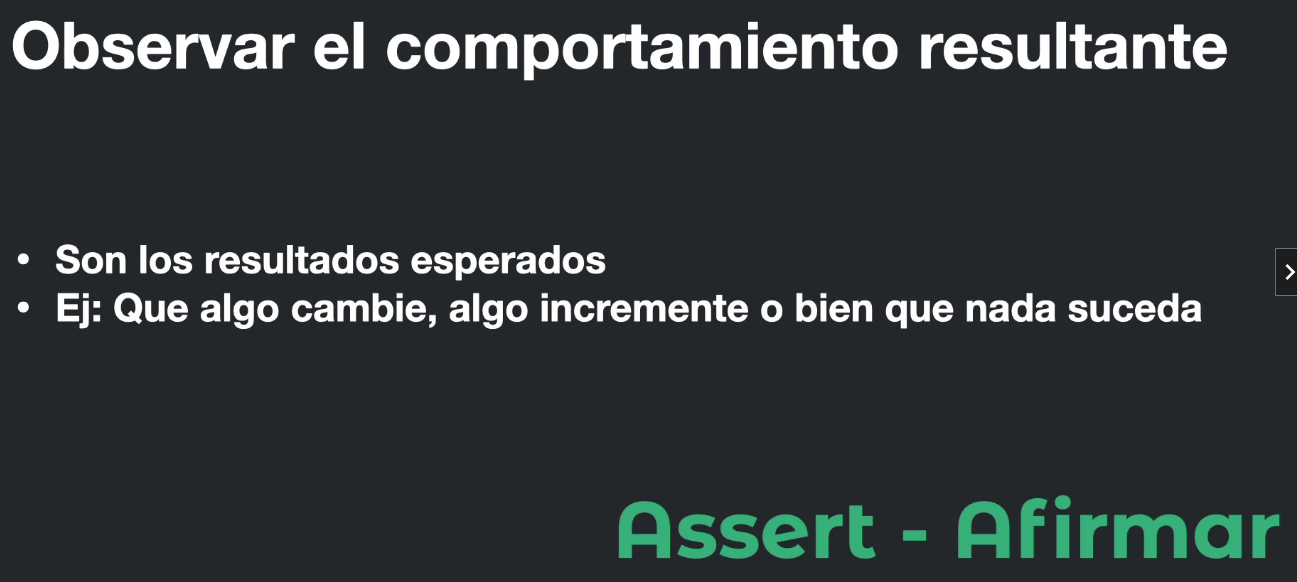 Observar el comportamiento resultante
• Son los resultados esperados
• Ej: Que algo cambie, algo incremente o bien que nada suceda
Assert - Afirmar